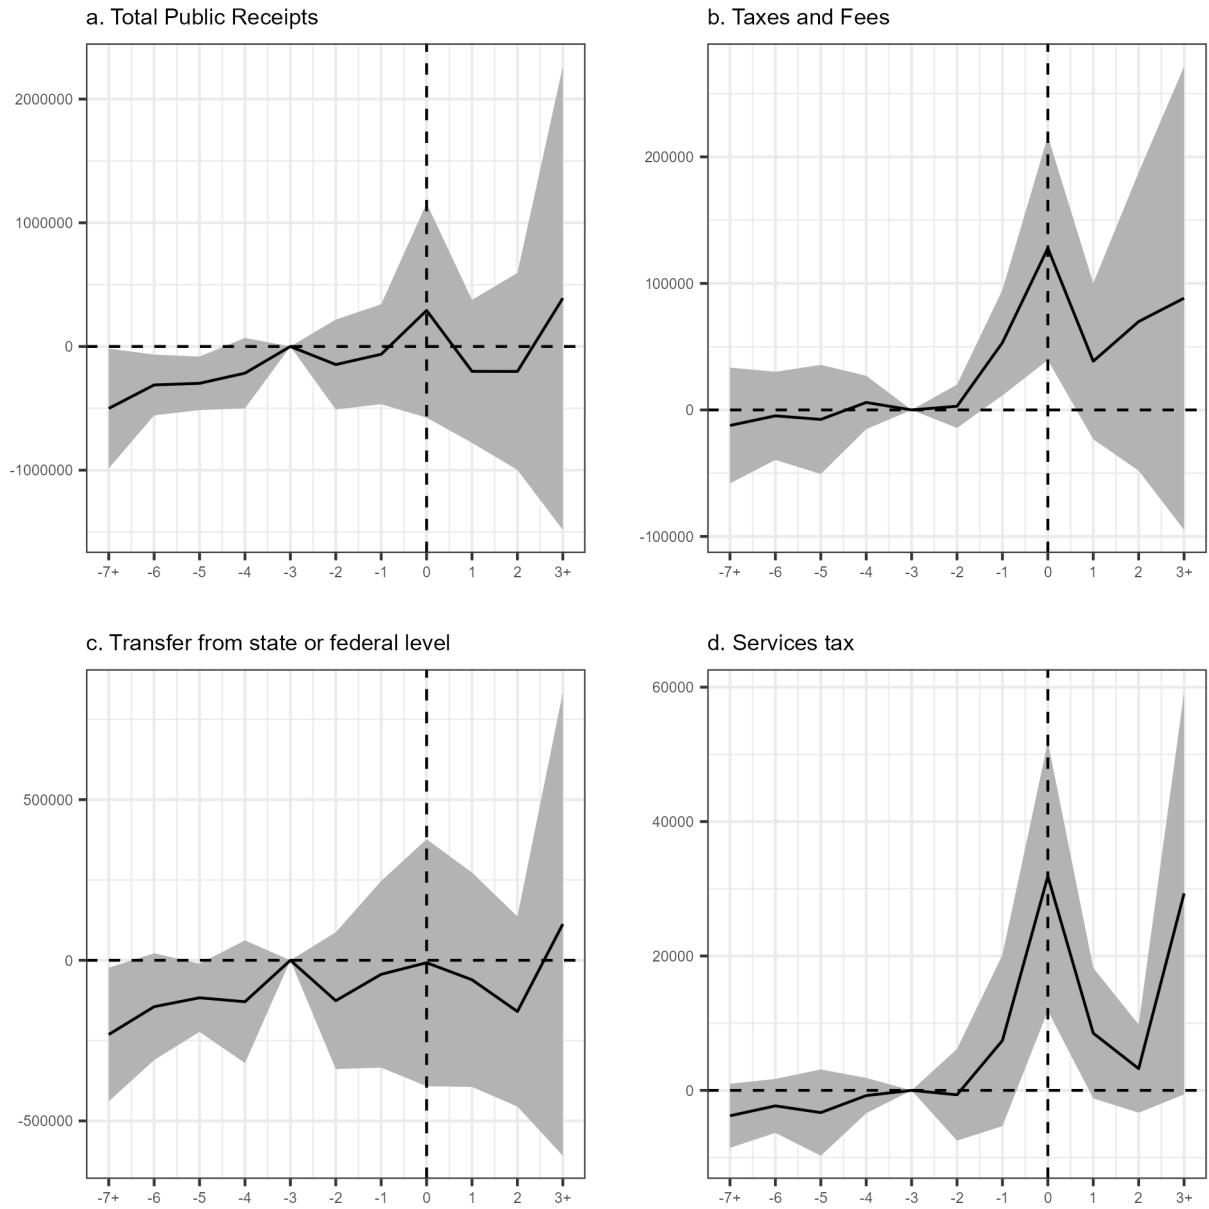 a. Total Public Receipts
2000000
1000000
0
-1000000
-7+ -6 -5 -4 -3 -2 -1 0 1 2 3+
b. Taxes and Fees
200000
100000
0
-100000
-7+ -6 -5 -4 -3 -2 -1 0 1 2 3+
c. Transfer from state or federal level
500000
0
-500000
-7+ -6 -5 -4 -3 -2 -1 0 1 2 3+
d. Services tax
60000
40000
20000
0
-7+ -6 -5 -4 -3 -2 -1 0 1 2 3+